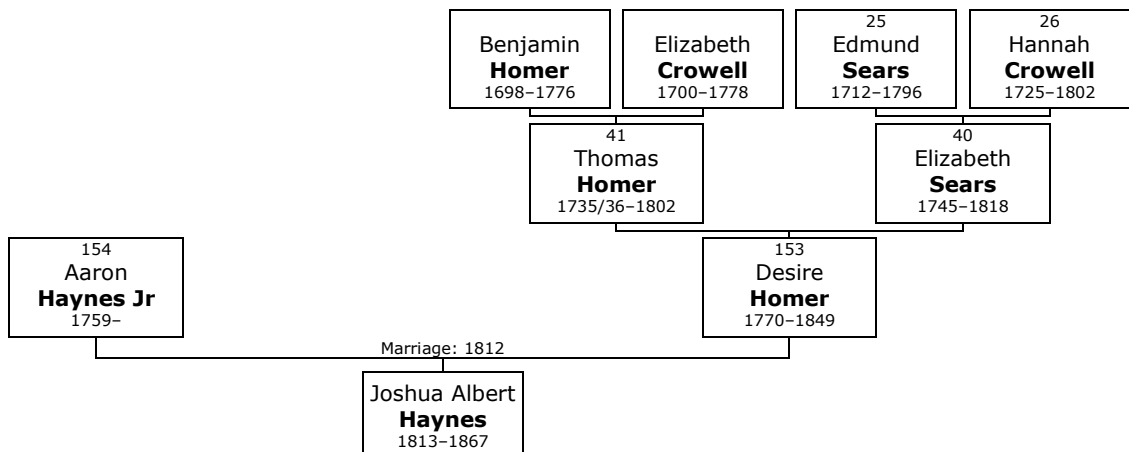 Benjamin
Homer
1698–1776
Elizabeth
Crowell
1700–1778
25
Edmund
Sears
1712–1796
26
Hannah
Crowell
1725–1802
41
Thomas
Homer
1735/36–1802
40
Elizabeth
Sears
1745–1818
154
Aaron
Haynes Jr
1759–
153
Desire
Homer
1770–1849
Marriage: 1812
Joshua Albert
Haynes
1813–1867